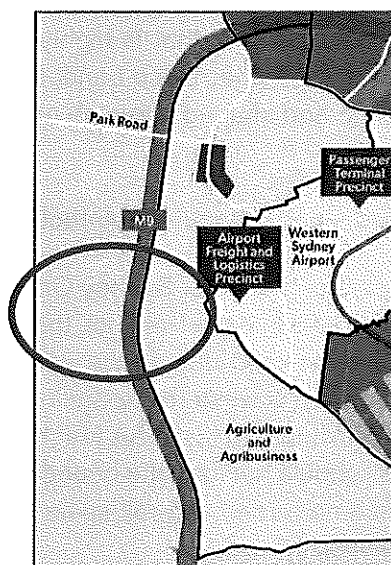 Park Road
Passenger
Terminal
Precinct
M9
Airport
Freight and
Logistics
Precinct
Western
Sydney
Airport
Agriculture
and
Agribusiness